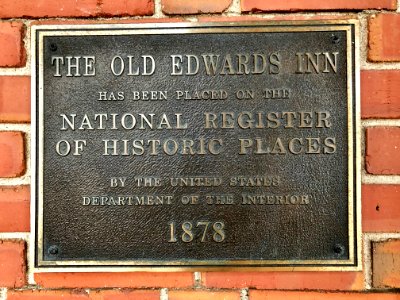 THE OLD EDWARDS INN
HAS BEEN PLACED ON THE
NATIONAL REGISTER
OF HISTORIC PLACES
BY THE UNITED STATES
DEPARTMENT OF THE INTERIOR
1878